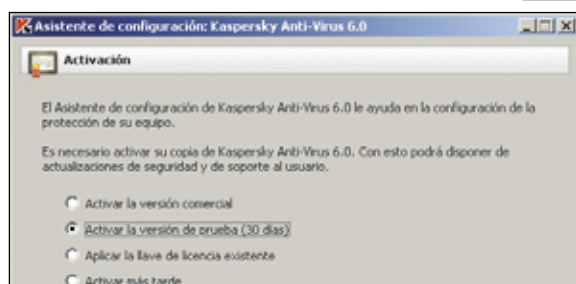 Asistente de configuración: Kaspersky Anti-Virus 6.0
Activación
El Asistente de configuración de Kaspersky Anti-Virus 6.0 le ayuda en la configuración de la
protección de su equipo.
Es necesario activar su copia de Kaspersky Anti-Virus 6.0. Con esto podrá disponer de
actualizaciones de seguridad y de soporte al usuario.
Activar la versión comercial
Activar la versión de prueba (30 días)
Aplicar la llave de licencia existente
Activar más tarde